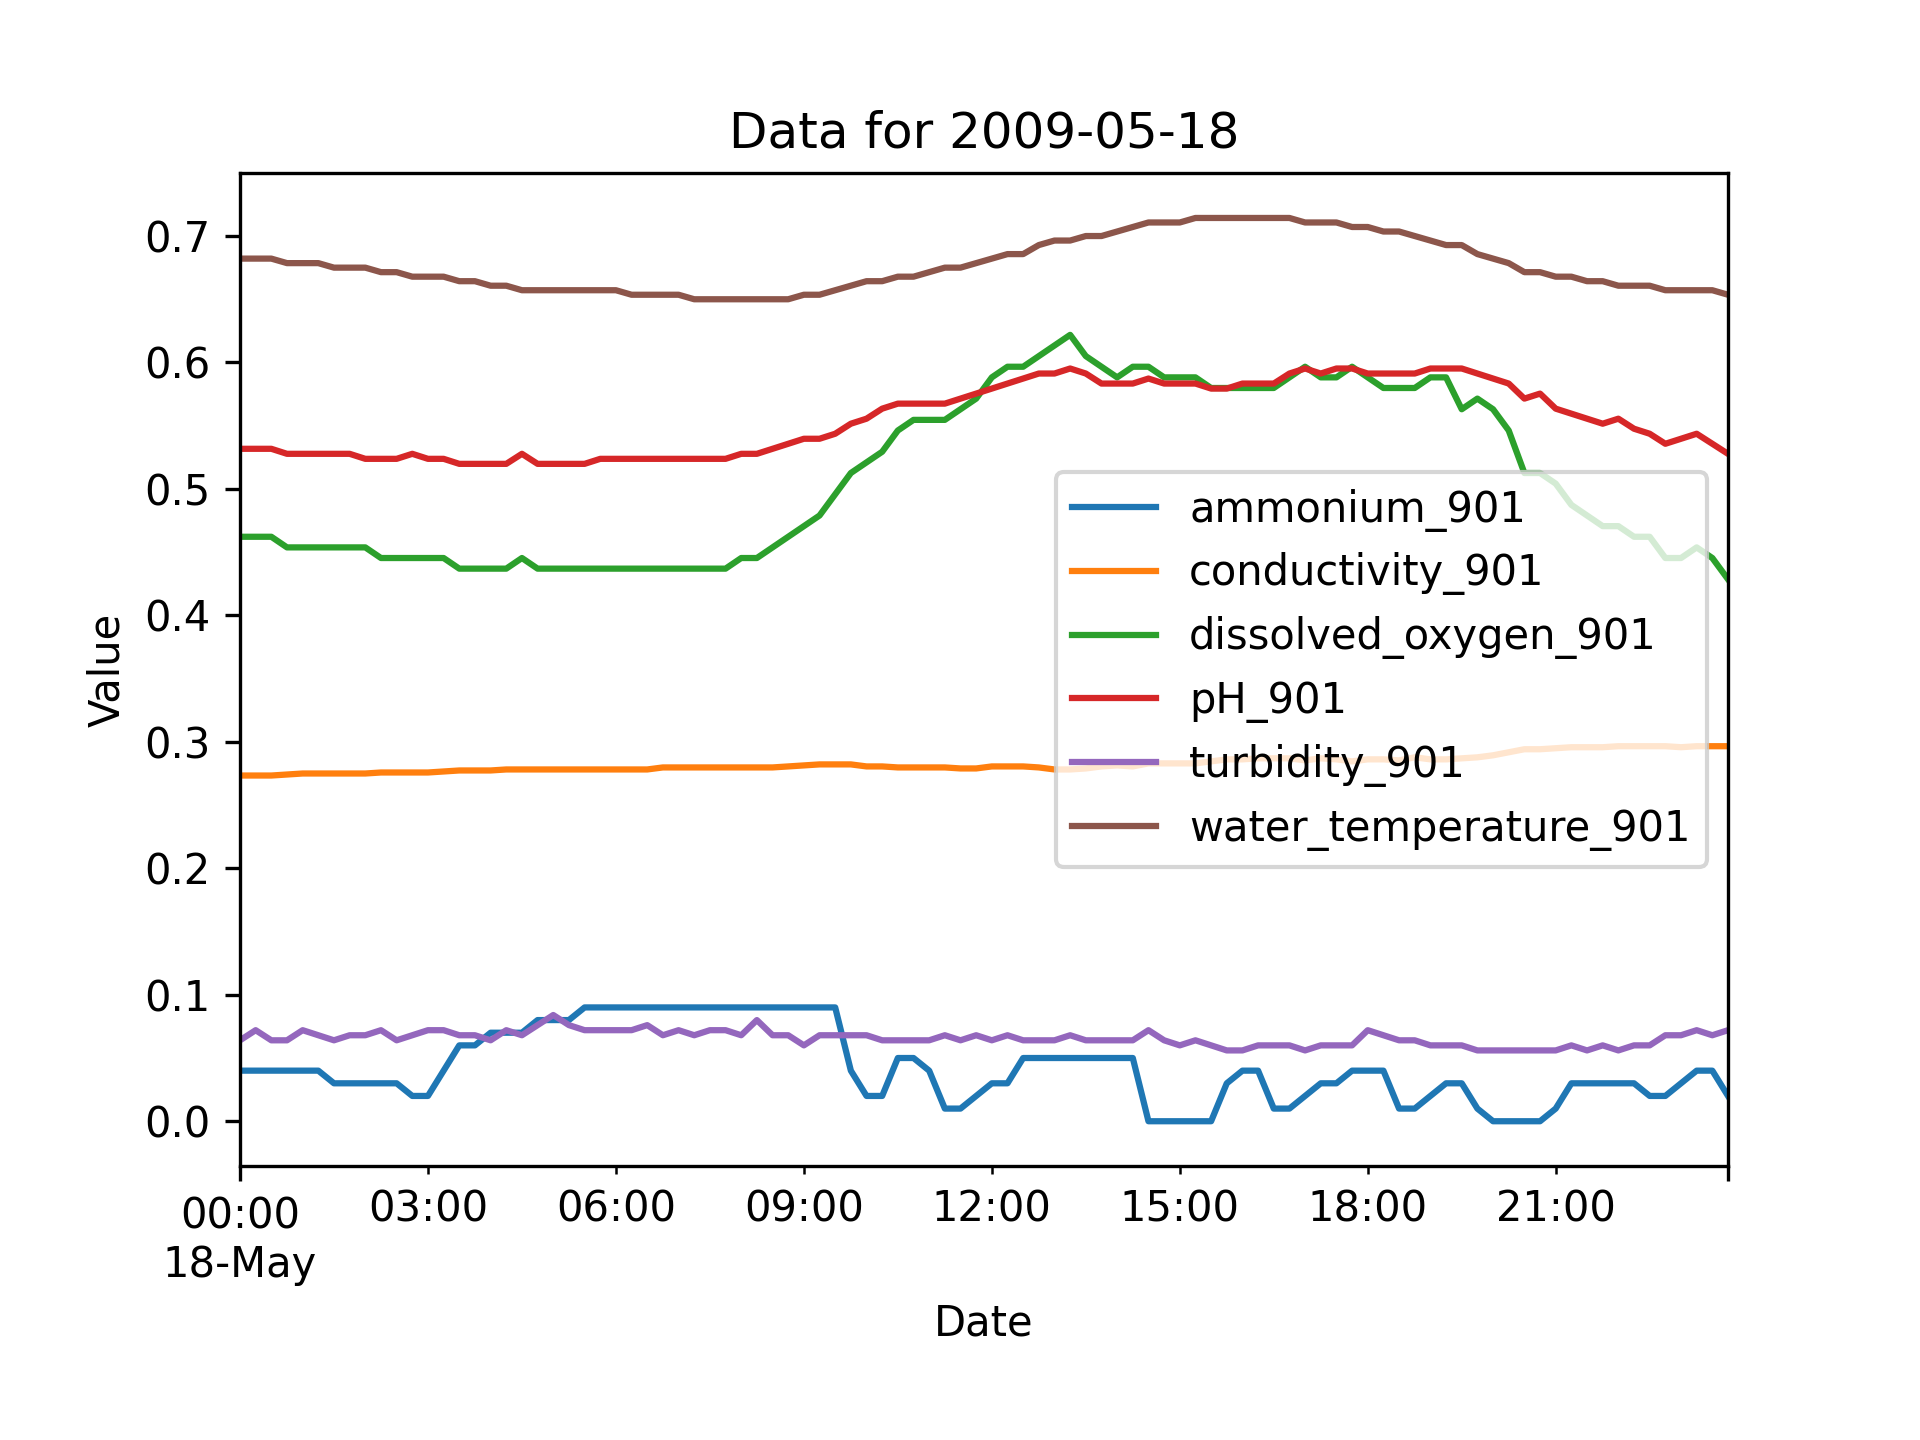 Data for 2009-05-18
Value
0.7
0.6
0.5
0.4
0.3
0.2
0.1
0.0
ammonium_901
conductivity_901
dissolved_oxygen_901
pH_901
turbidity_901
water_temperature_901
00:00 03:00 06:00 09:00 12:00 15:00 18:00 21:00
18-May
Date